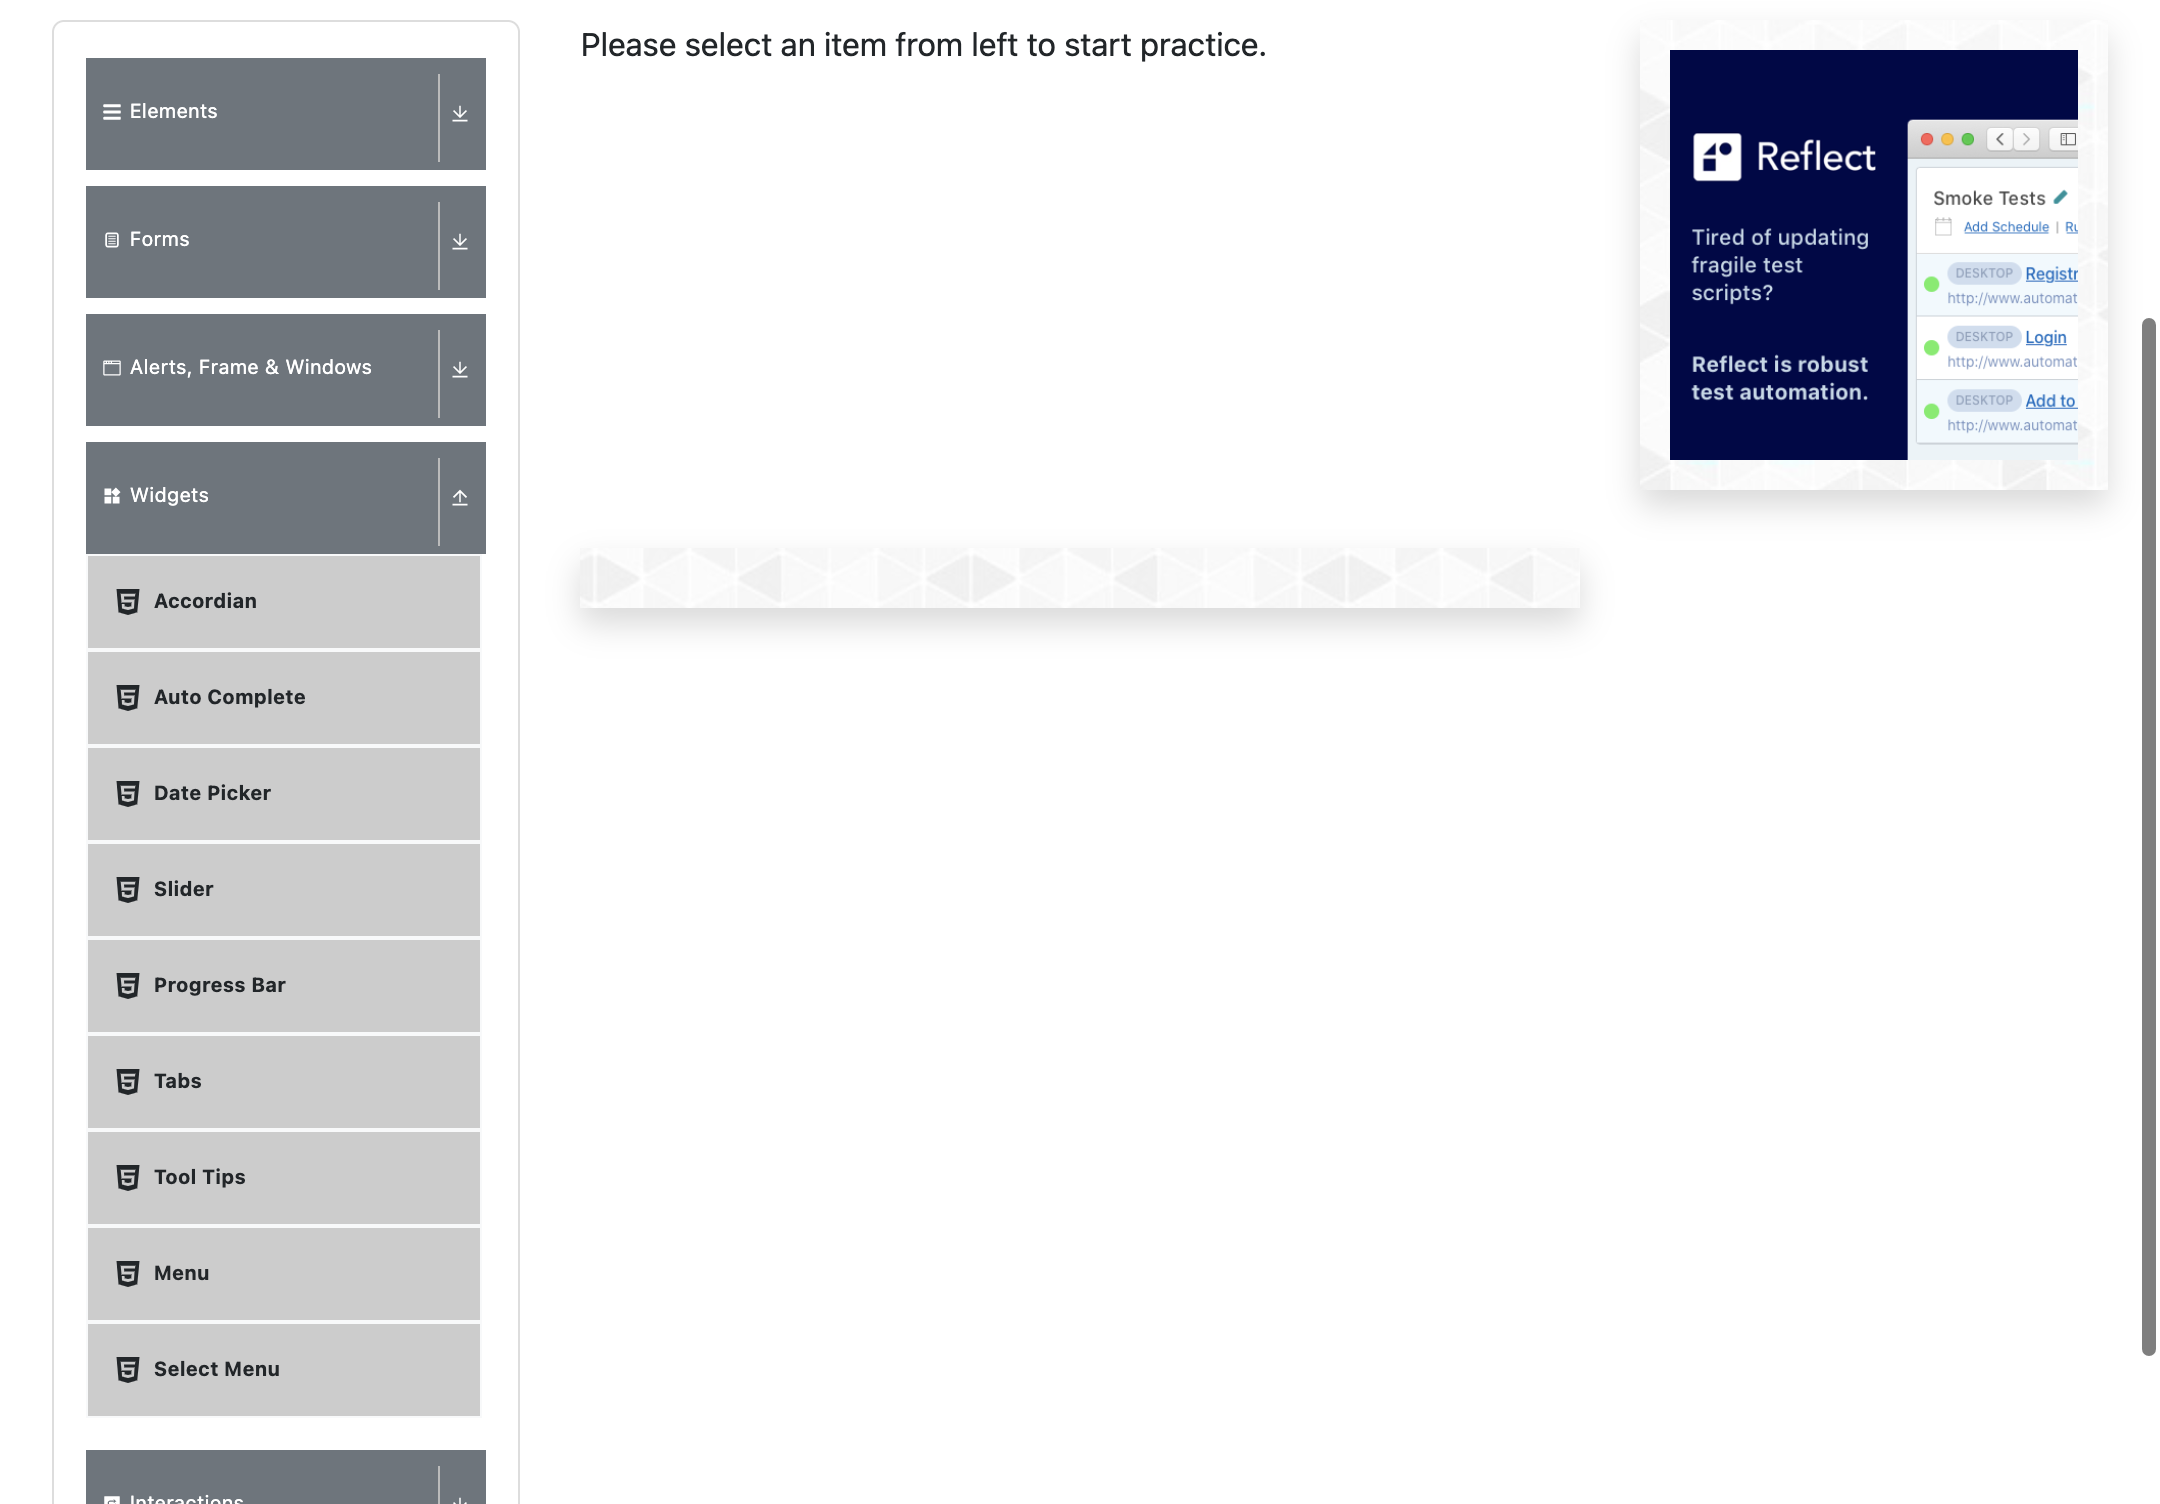 Elements
Forms
Alerts, Frame & Windows
Widgets
Accordian
Auto Complete
Date Picker
Slider
Progress Bar
Tabs
Tool Tips
Menu
Select Menu
Interactions
Please select an item from left to start practice.
Reflect
Tired of updating
fragile test
scripts?
Reflect is robust
test automation.
Smoke Tests
Add Schedule | Ru
DESKTOP Registr
http://www.automat
DESKTOP Login
http://www.automat
DESKTOP Add to
http://www.automat